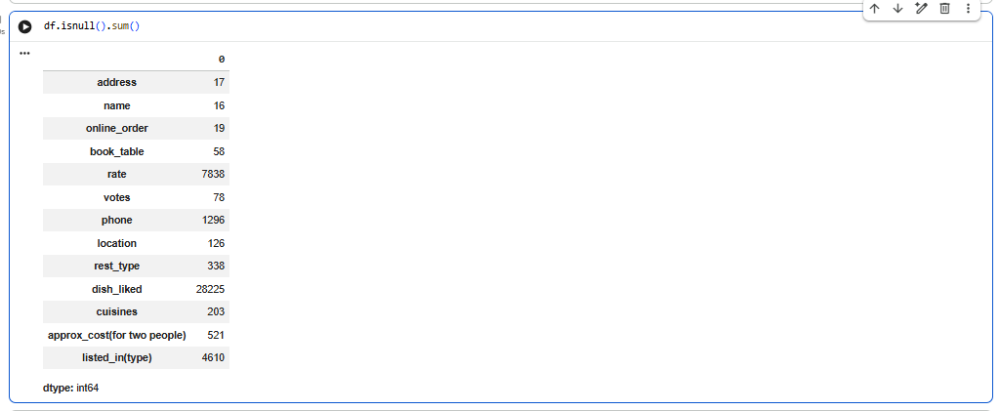 df.isnull().sum()
0
address 17
name 16
online_order 19
book_table 58
rate 7838
votes 78
phone 1296
location 126
rest_type 338
dish_liked 28225
cuisines 203
approx_cost(for two people) 521
listed_in(type) 4610
dtype: int64